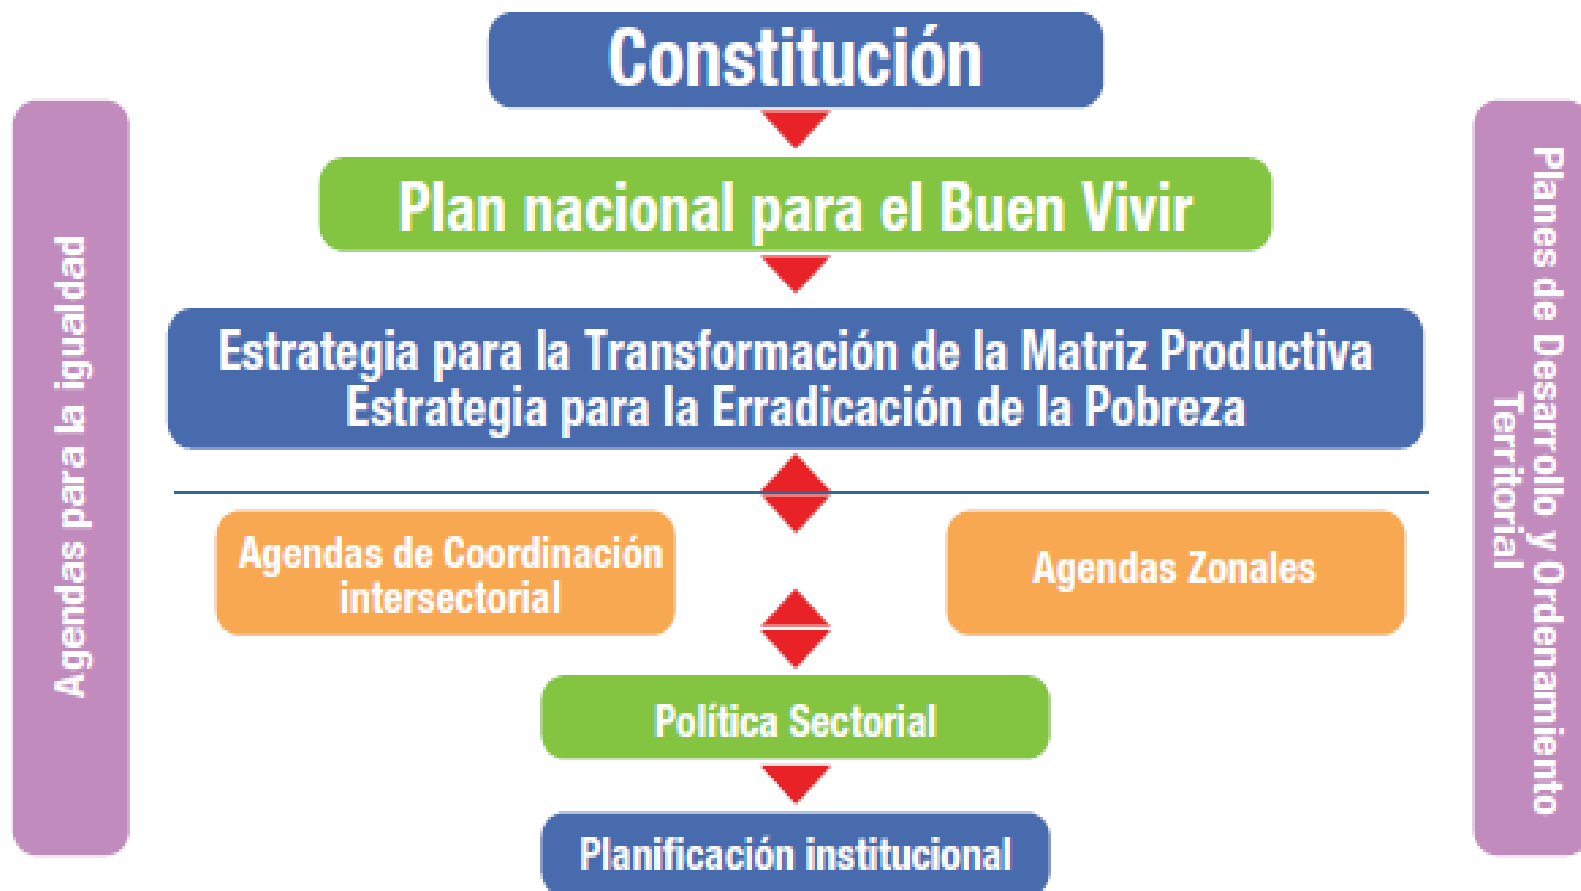 Constitución
Plan nacional para el Buen Vivir
Estrategia para la Transformación de la Matriz Productiva
Estrategia para la Erradicación de la Pobreza
Agendas de Coordinación
intersectorial
Agendas Zonales
Política Sectorial
Planificación institucional
Agendas para la igualdad
Planes de Desarrollo y Ordenamiento
Territorial